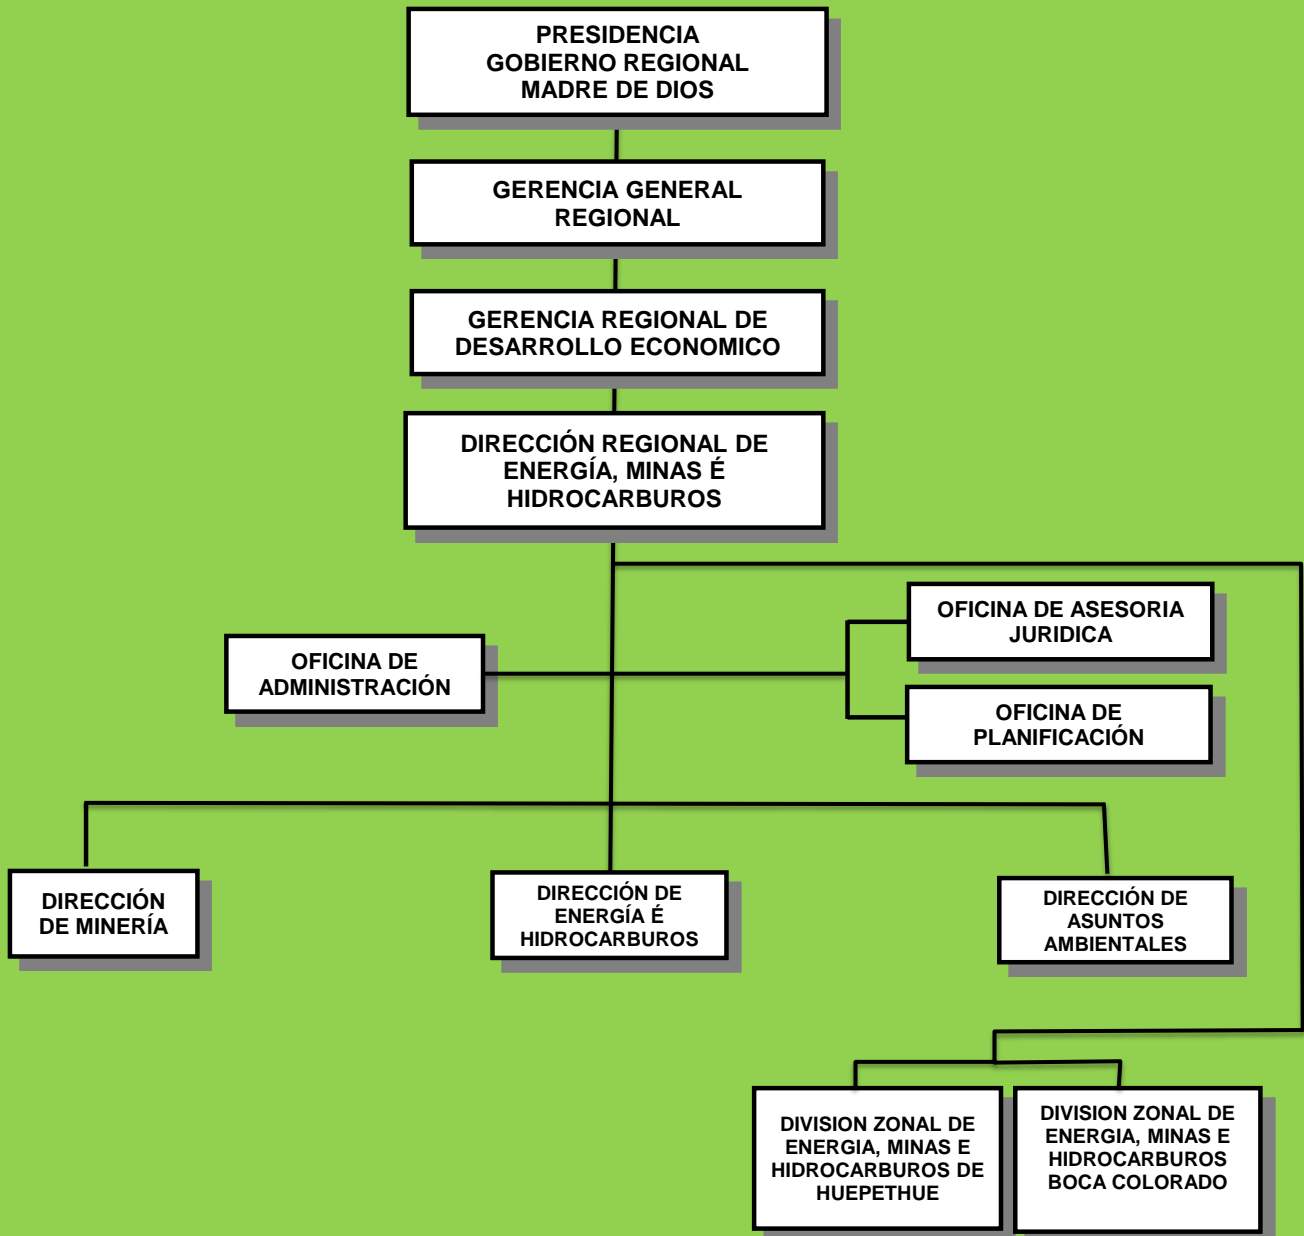 PRESIDENCIA
GOBIERNO REGIONAL
MADRE DE DIOS
GERENCIA GENERAL
REGIONAL
GERENCIA REGIONAL DE
DESARROLLO ECONOMICO
DIRECCIÓN REGIONAL DE
ENERGÍA, MINAS É
HIDROCARBUROS
OFICINA DE ASESORIA
JURIDICA
OFICINA DE
ADMINISTRACIÓN
OFICINA DE
PLANIFICACIÓN
DIRECCIÓN
DE MINERÍA
DIRECCIÓN DE
ENERGÍA É
HIDROCARBUROS
DIRECCIÓN DE
ASUNTOS
AMBIENTALES
DIVISION ZONAL DE
ENERGIA, MINAS E
HIDROCARBUROS DE
HUEPETHUE
DIVISION ZONAL DE
ENERGIA, MINAS E
HIDROCARBUROS
BOCA COLORADO